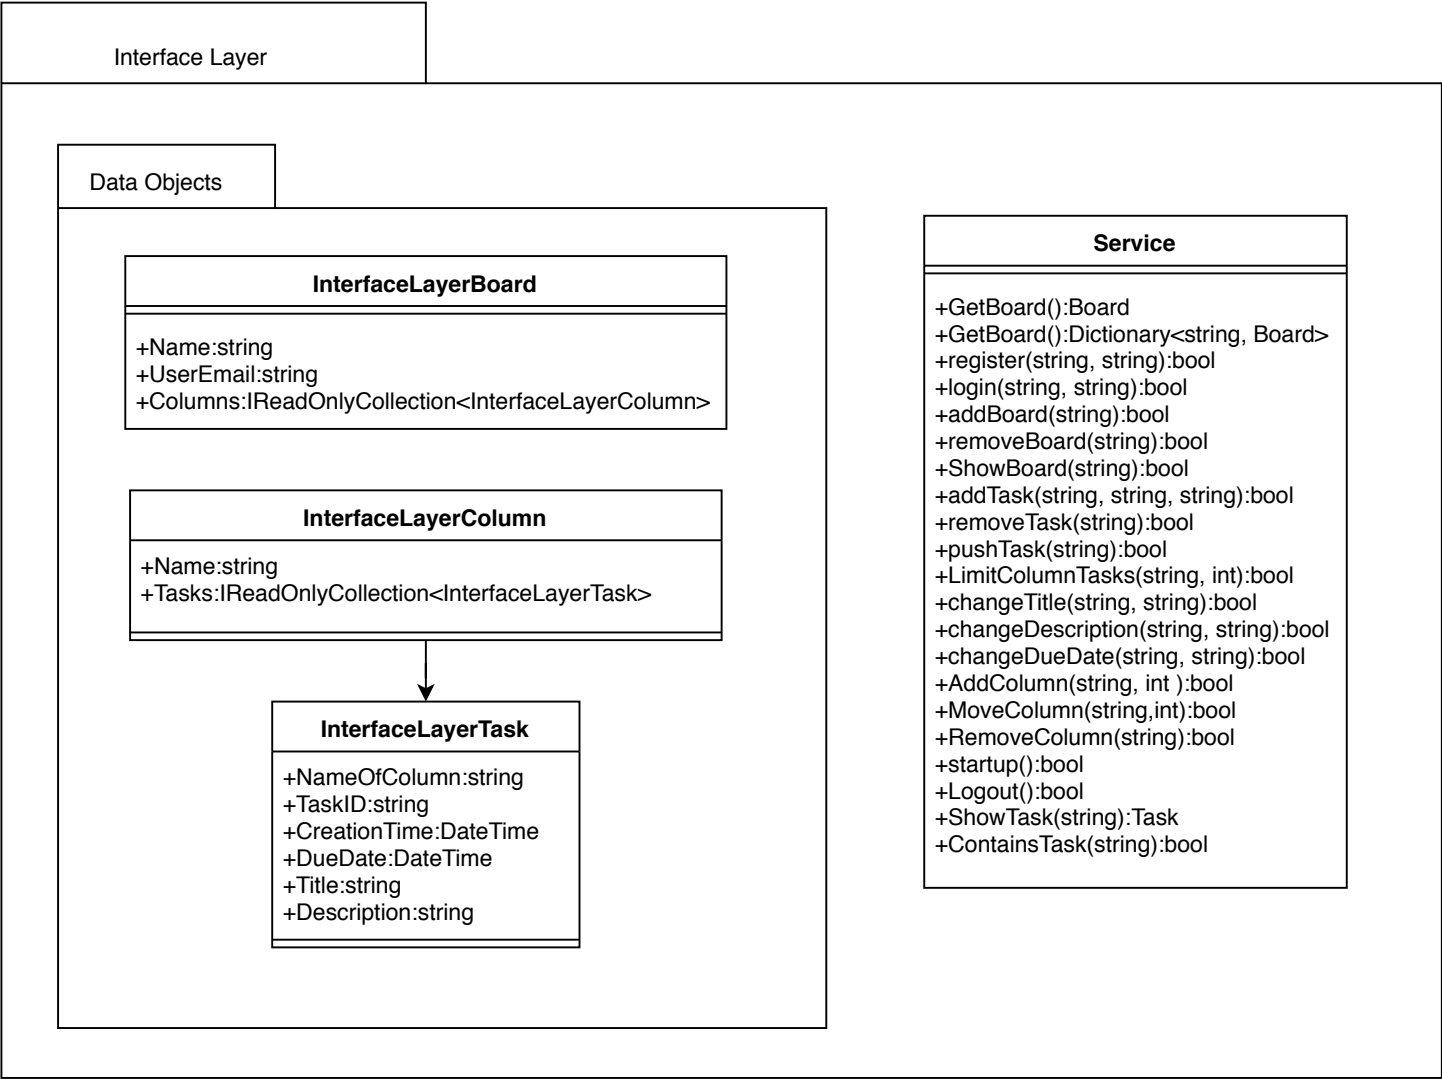 Interface Layer
Data Objects
InterfaceLayerBoard
+Name:string
+UserEmail:string
+Columns:IReadOnlyCollection<InterfaceLayerColumn>
InterfaceLayerColumn
+Name:string
+Tasks:IReadOnlyCollection<InterfaceLayerTask>
InterfaceLayerTask
+NameOfColumn:string
+TaskID:string
+CreationTime:DateTime
+DueDate:DateTime
+Title:string
+Description:string
Service
+GetBoard():Board
+GetBoard():Dictionary<string, Board>
+register(string, string):bool
+login(string, string):bool
+addBoard(string):bool
+removeBoard(string):bool
+ShowBoard(string):bool
+addTask(string, string, string):bool
+removeTask(string):bool
+pushTask(string):bool
+LimitColumnTasks(string, int):bool
+changeTitle(string, string):bool
+changeDescription(string, string):bool
+changeDueDate(string, string):bool
+AddColumn(string, int ):bool
+MoveColumn(string,int):bool
+RemoveColumn(string):bool
+startup():bool
+Logout():bool
+ShowTask(string):Task
+ContainsTask(string):bool